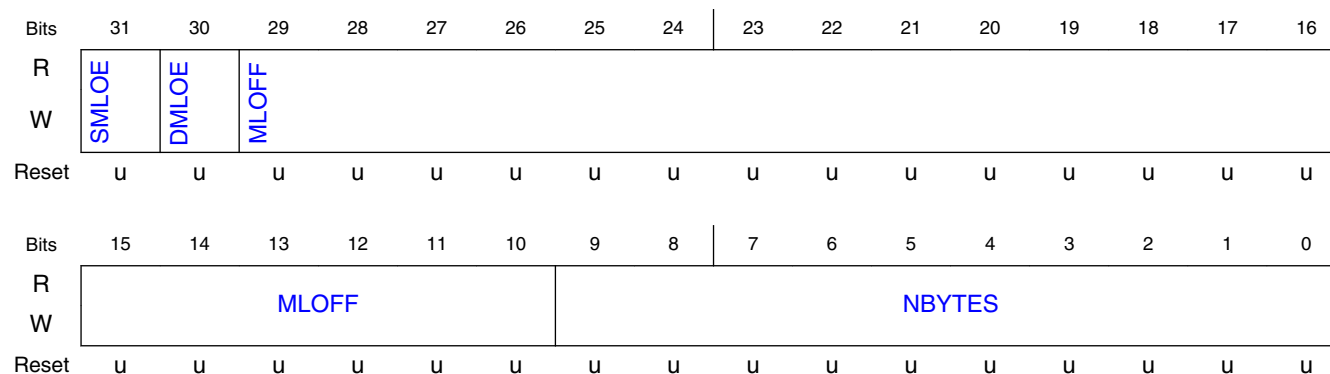 Bits 31 30 29 28 27 26 25 24 23 22 21 20 19 18 17 16
R
W
SMLOE DMLOE MLOFF
Reset u u u u u u u u u u u u u u u u
Bits 15 14 13 12 11 10 9 8 7 6 5 4 3 2 1 0
R
MLOFF NBYTES
W
Reset u u u u u u u u u u u u u u u u